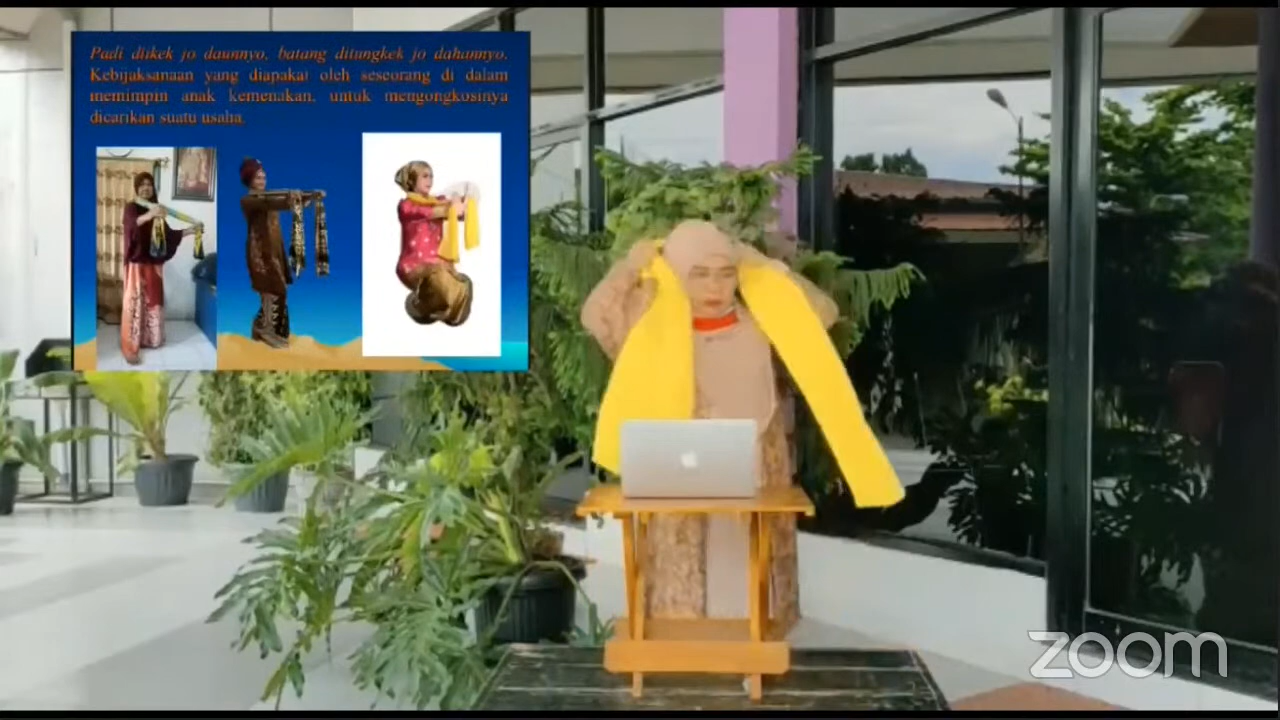 Padi diikek jo daunnyo, batang ditungkek jo dahannyo.
Kebijaksanaan yang diapakai oleh seseorang di dalam
memimpin anak kemenakan, untuk mengongkosinya
dicarikan suatu usaha.
zoom